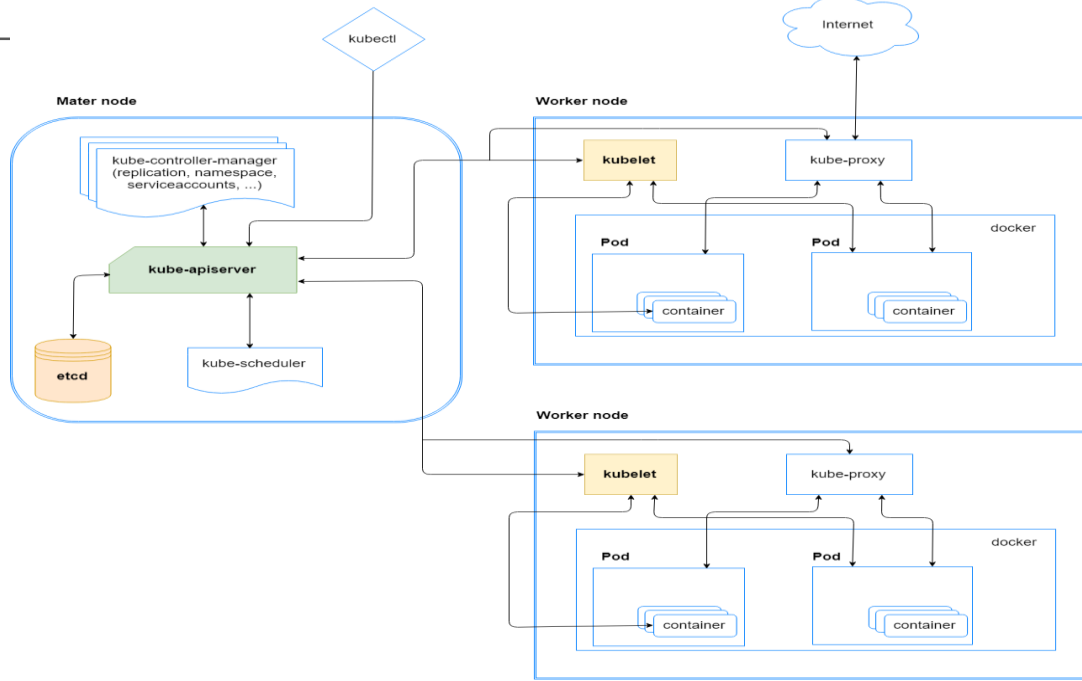 kubectl
Internet
Mater node
kube-controller-manager
(replication, namespace,
serviceaccounts, ...)
kube-apiserver
etcd
kube-scheduler
Worker node
kubelet
kube-proxy
docker
Pod
container
Pod
container
Worker node
kubelet
kube-proxy
docker
Pod
container
Pod
container